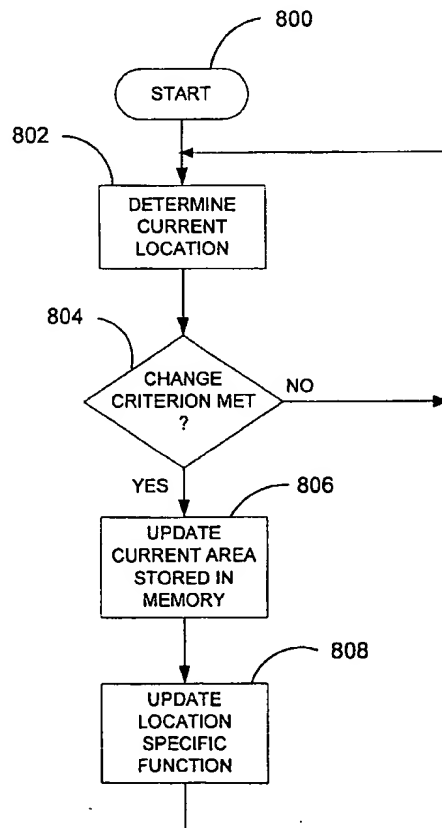 800
START
802
DETERMINE
CURRENT
LOCATION
804
CHANGE
CRITERION MET
?
NO
YES
806
UPDATE
CURRENT AREA
STORED IN
MEMORY
808
UPDATE
LOCATION
SPECIFIC
FUNCTION